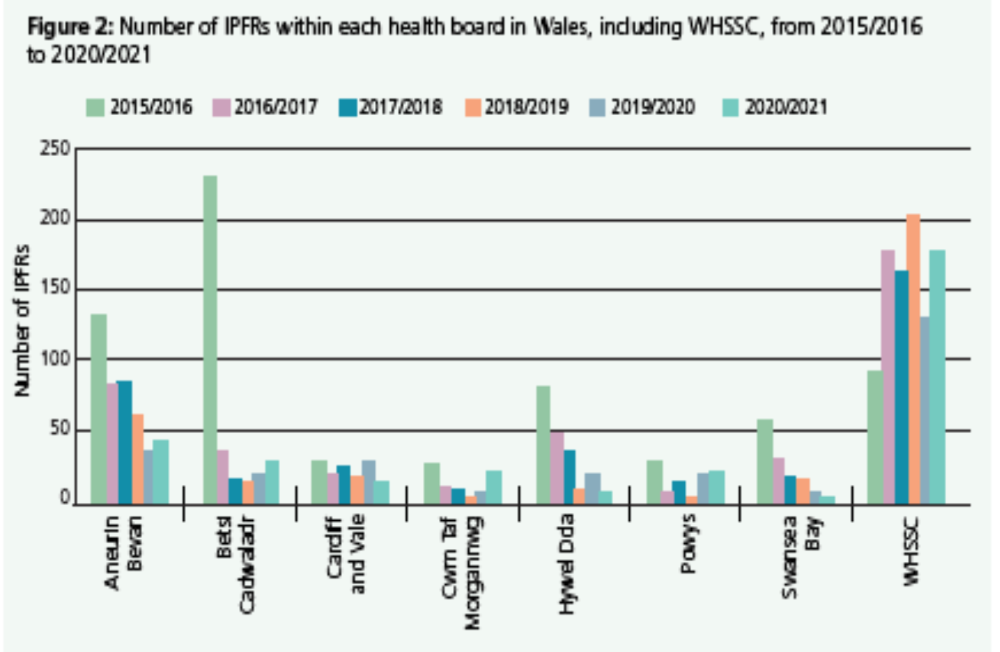 Figure 2: Number of IPFRs within each health board in Wales, including WHSSC, from 2015/2016
to 2020/2021
2015/2016 2016/2017 2017/2018 2018/2019 2019/2020 2020/2021
Number of IPFRs
250
200
150
100
50
0
Aneurin
Bevan
Betsi
Cadwaladr
Cardiff
and Vale
Cwm Taf
Morgannwg
Hywel Dda
Powys
Swansea
Bay
WHSSC